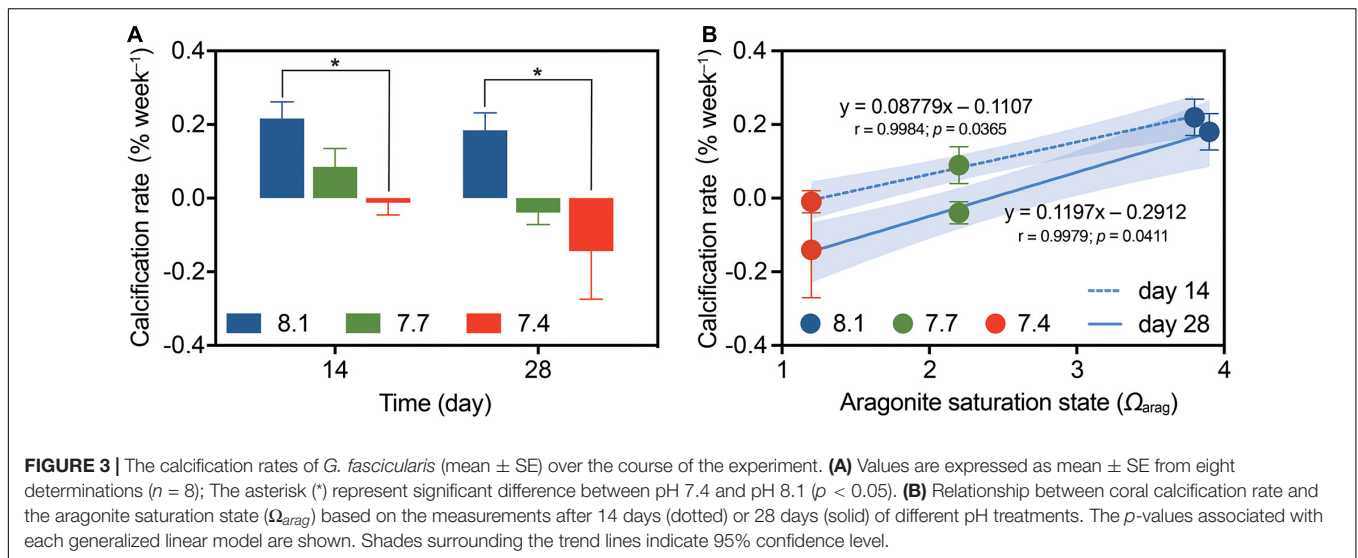 A
Calcification rate (% week⁻¹)
0.4
0.2
0.0
-0.2
-0.4
*
*
8.1
7.7
7.4
14
28
Time (day)
B
Calcification rate (% week⁻¹)
0.4
0.2
0.0
-0.2
-0.4
y = 0.08779x – 0.1107
r = 0.9984; p = 0.0365
y = 0.1197x – 0.2912
r = 0.9979; p = 0.0411
day 14
8.1
7.7
7.4
day 28
1
2
3
4
Aragonite saturation state (Ωarag)
FIGURE 3 | The calcification rates of G. fascicularis (mean ± SE) over the course of the experiment. (A) Values are expressed as mean ± SE from eight
determinations (n = 8); The asterisk (*) represent significant difference between pH 7.4 and pH 8.1 (p < 0.05). (B) Relationship between coral calcification rate and
the aragonite saturation state (Ωarag) based on the measurements after 14 days (dotted) or 28 days (solid) of different pH treatments. The p-values associated with
each generalized linear model are shown. Shades surrounding the trend lines indicate 95% confidence level.